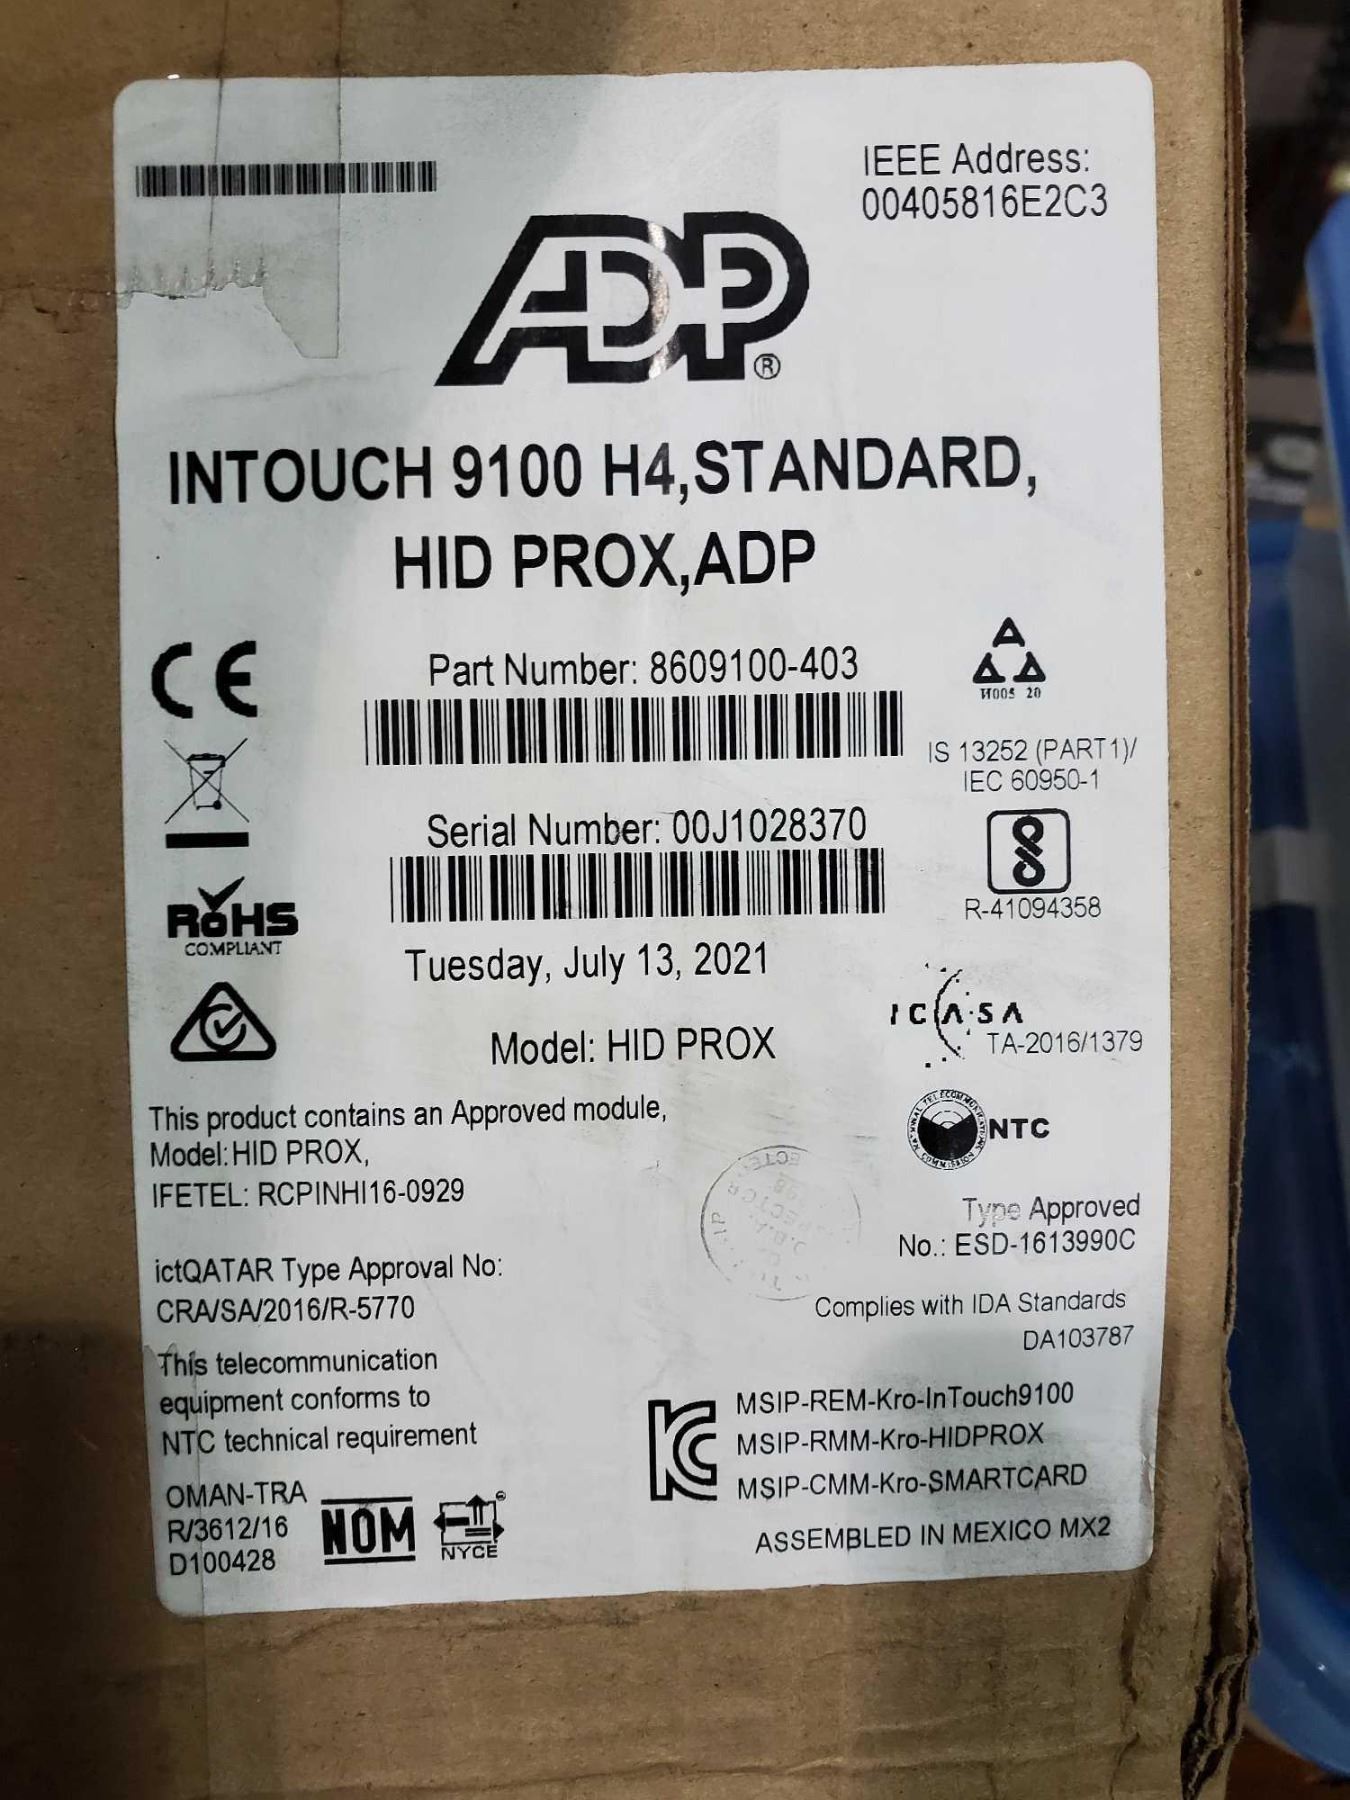 IEEE Address:
00405816E2C3
ADP®
INTOUCH 9100 H4,STANDARD,
HID PROX,ADP
CE
Part Number: 8609100-403
20
IS 13252 (PART1)/
IEC 60950-1
Serial Number: 00J1028370
R-41094358
RoHS
COMPLIANT
Tuesday, July 13, 2021
ICASA
TA-2016/1379
Model: HID PROX
This product contains an Approved module,
Model:HID PROX,
IFETEL: RCPINHI16-0929
NTC
Type Approved
No.: ESD-1613990C
ictQATAR Type Approval No:
CRA/SA/2016/R-5770
Complies with IDA Standards
DA103787
This telecommunication
equipment conforms to
NTC technical requirement
MSIP-REM-Kro-InTouch9100
MSIP-RMM-Kro-HIDPROX
MSIP-CMM-Kro-SMARTCARD
OMAN-TRA
R/3612/16
D100428
NOM
NYCE
ASSEMBLED IN MEXICO MX2